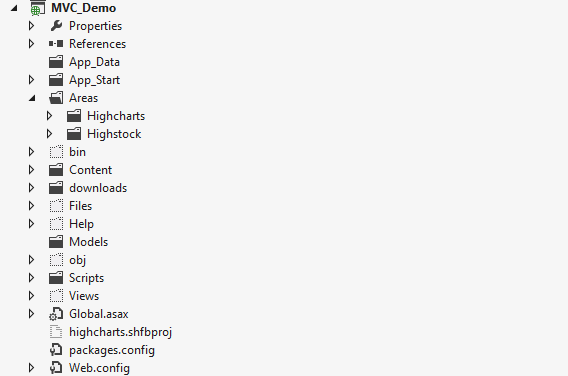 MVC_Demo
Properties
References
App_Data
App_Start
Areas
Highcharts
Highstock
bin
Content
downloads
Files
Help
Models
obj
Scripts
Views
Global.asax
highcharts.shfbproj
packages.config
Web.config